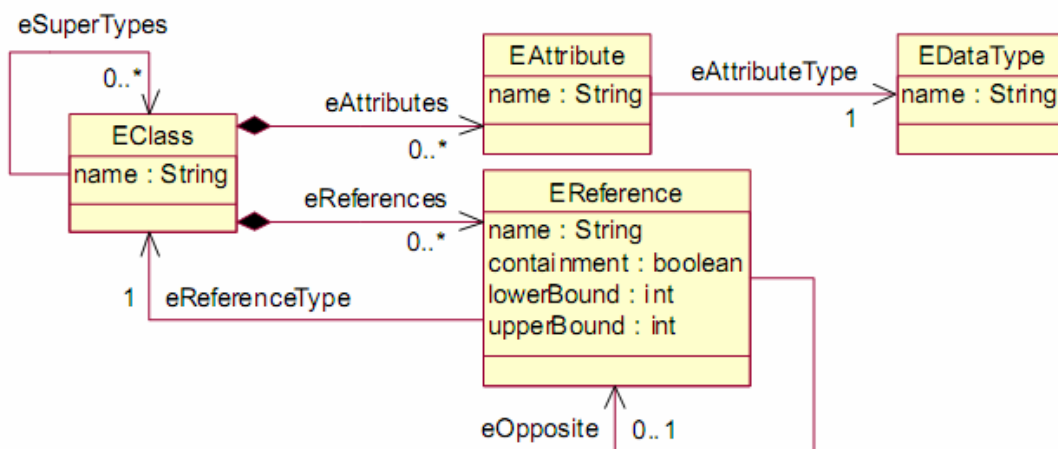 eSuperTypes
0..*
EClass
name : String
eAttributes
0..*
EAttribute
name : String
eAttributeType
1
EDataType
name : String
eReferences
0..*
EReference
name : String
containment : boolean
lowerBound : int
upperBound : int
1
eReferenceType
eOpposite
0..1